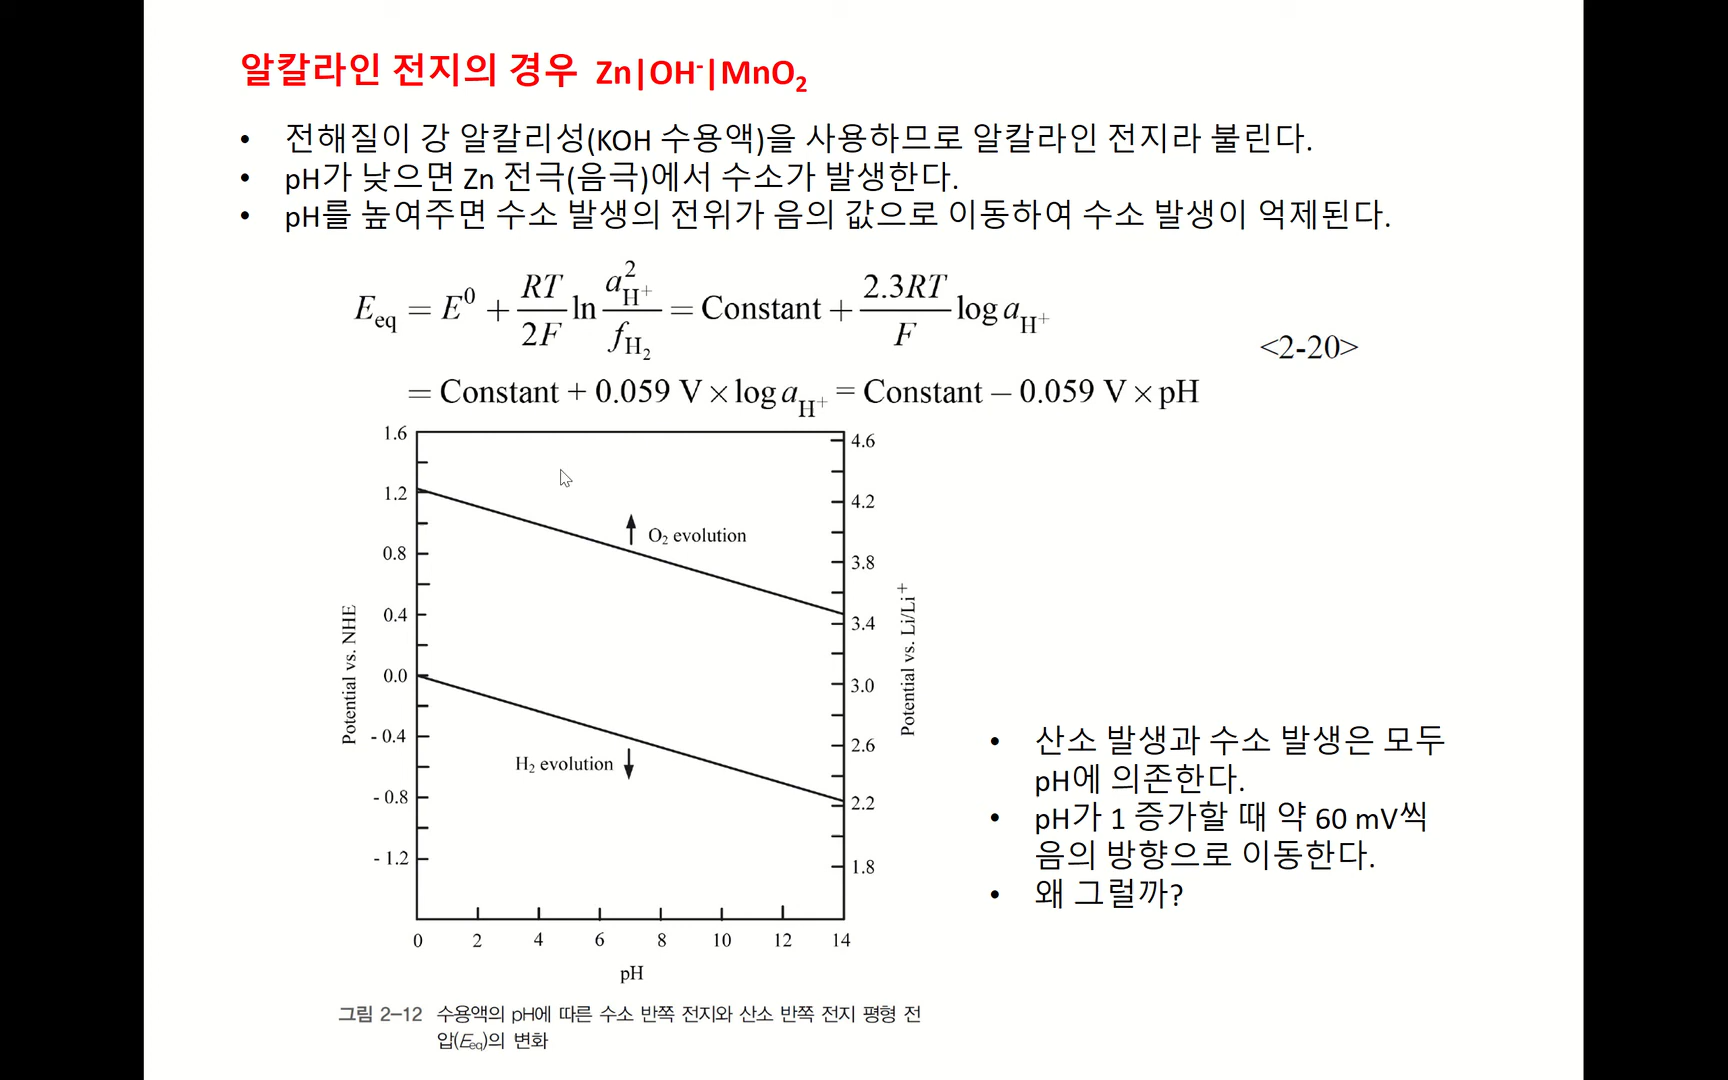 알칼라인 전지의 경우 Zn|OH⁻|MnO₂
• 전해질이 강 알칼리성(KOH 수용액)을 사용하므로 알칼라인 전지라 불린다.
• pH가 낮으면 Zn 전극(음극)에서 수소가 발생한다.
• pH를 높여주면 수소 발생의 전위가 음의 값으로 이동하여 수소 발생이 억제된다.
E_eq = E⁰ + RT/2F ln a²_H⁺/f_H₂ = Constant + 2.3RT/F log a_H⁺
<2-20>
= Constant + 0.059 V × log a_H⁺ = Constant – 0.059 V × pH
1.6
1.2
0.8
0.4
0.0
- 0.4
- 0.8
- 1.2
Potential vs. NHE
O₂ evolution
H₂ evolution
4.6
4.2
3.8
3.4
3.0
2.6
2.2
1.8
Potential vs. Li/Li⁺
0 2 4 6 8 10 12 14
pH
그림 2–12 수용액의 pH에 따른 수소 반쪽 전지와 산소 반쪽 전지 평형 전
압(E_eq)의 변화
• 산소 발생과 수소 발생은 모두
pH에 의존한다.
• pH가 1 증가할 때 약 60 mV씩
음의 방향으로 이동한다.
• 왜 그럴까?